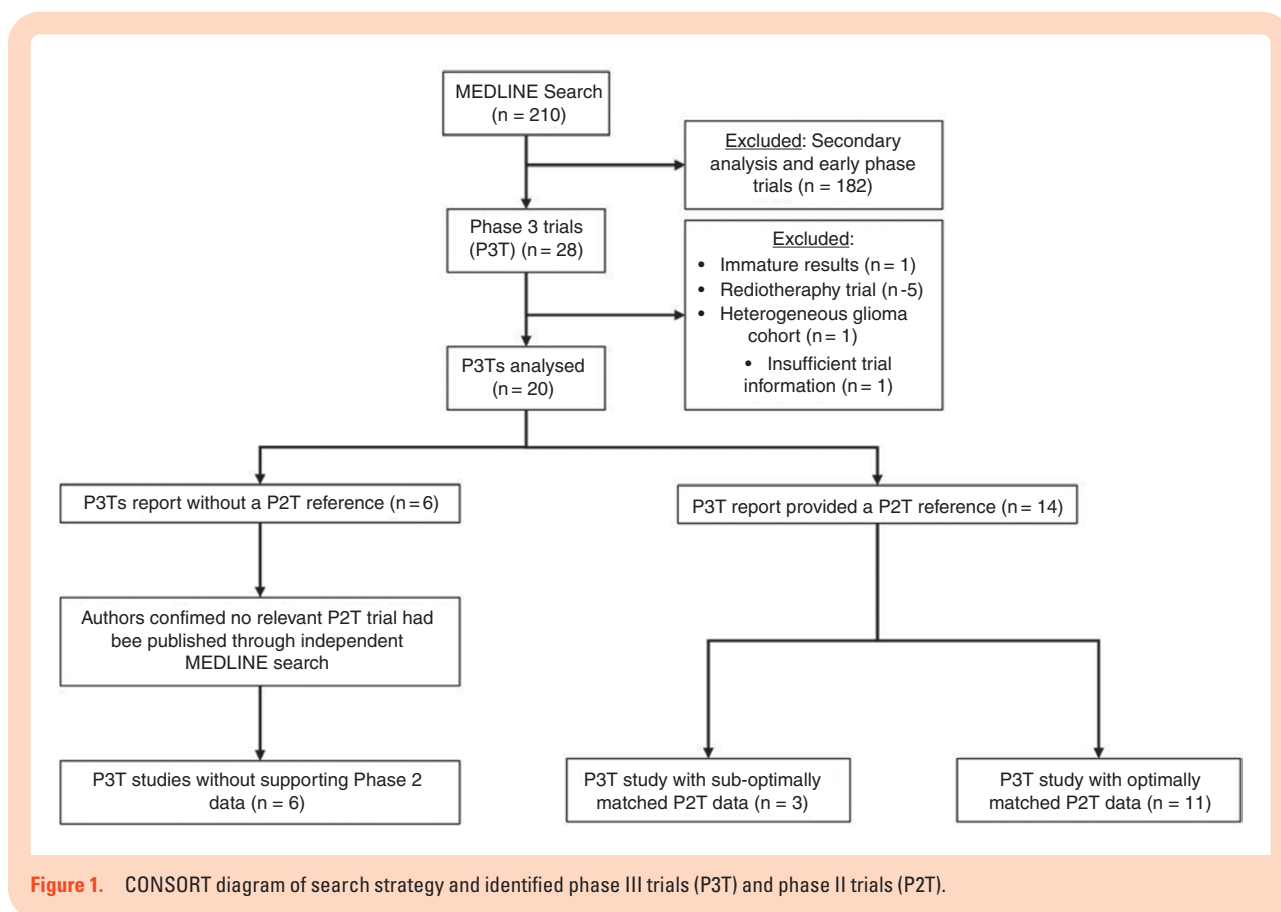 MEDLINE Search
(n = 210)
Excluded: Secondary
analysis and early phase
trials (n = 182)
Phase 3 trials
(P3T) (n = 28)
Excluded:
• Immature results (n = 1)
• Rediotheraphy trial (n-5)
• Heterogeneous glioma
cohort (n = 1)
• Insufficient trial
information (n = 1)
P3Ts analysed
(n = 20)
P3Ts report without a P2T reference (n = 6)
P3T report provided a P2T reference (n = 14)
Authors confimed no relevant P2T trial had
bee published through independent
MEDLINE search
P3T studies without supporting Phase 2
data (n = 6)
P3T study with sub-optimally
matched P2T data (n = 3)
P3T study with optimally
matched P2T data (n = 11)
Figure 1. CONSORT diagram of search strategy and identified phase III trials (P3T) and phase II trials (P2T).